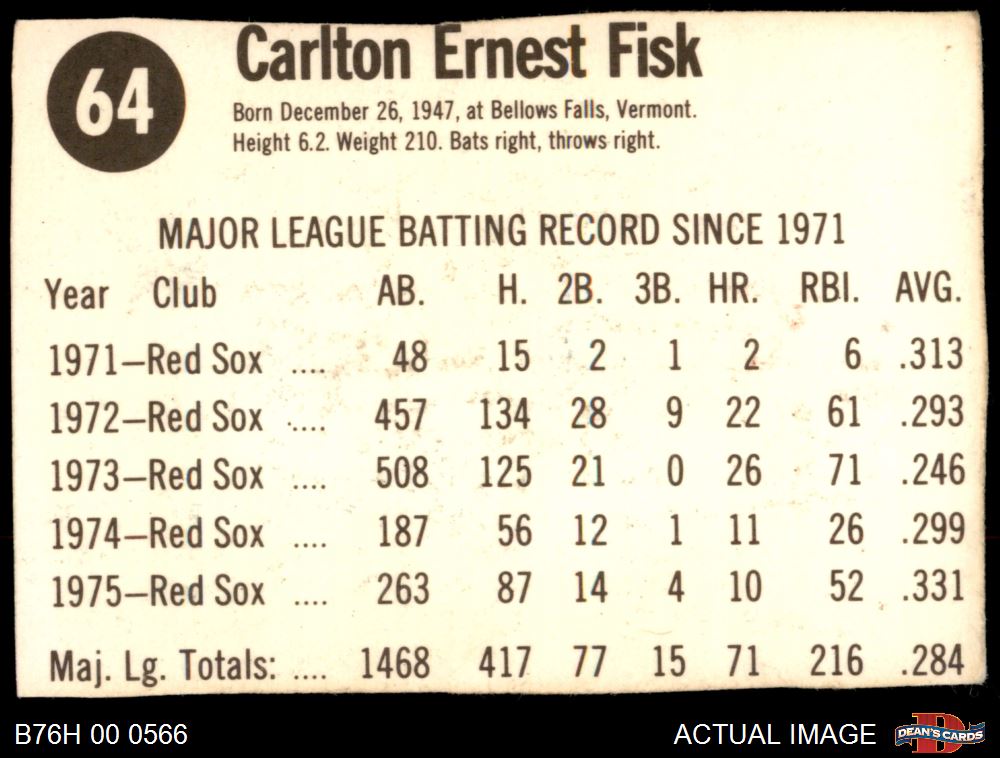 64
Carlton Ernest Fisk
Born December 26, 1947, at Bellows Falls, Vermont.
Height 6.2. Weight 210. Bats right, throws right.
MAJOR LEAGUE BATTING RECORD SINCE 1971
Year Club AB. H. 2B. 3B. HR. RBI. AVG.
1971—Red Sox .... 48 15 2 1 2 6 .313
1972—Red Sox .... 457 134 28 9 22 61 .293
1973—Red Sox .... 508 125 21 0 26 71 .246
1974—Red Sox .... 187 56 12 1 11 26 .299
1975—Red Sox .... 263 87 14 4 10 52 .331
Maj. Lg. Totals: .... 1468 417 77 15 71 216 .284
B76H 00 0566
ACTUAL IMAGE
D
DEAN'S CARDS